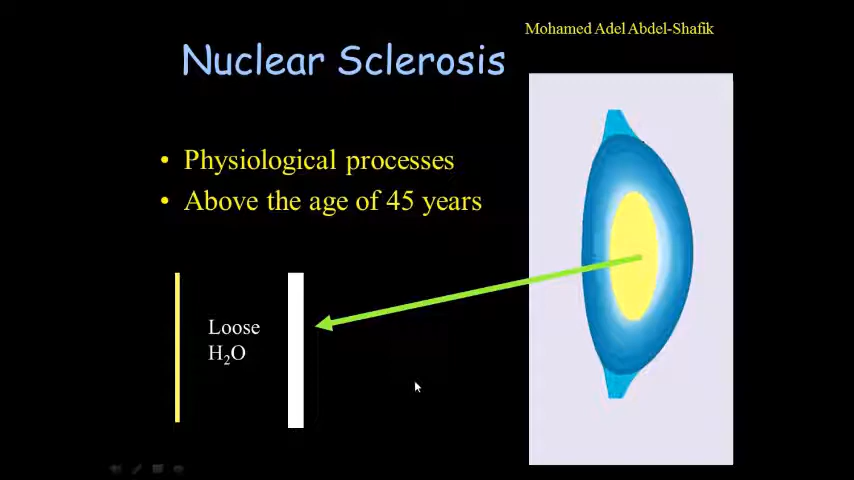 Mohamed Adel Abdel-Shafik
Nuclear Sclerosis
• Physiological processes
• Above the age of 45 years
Loose
H₂O